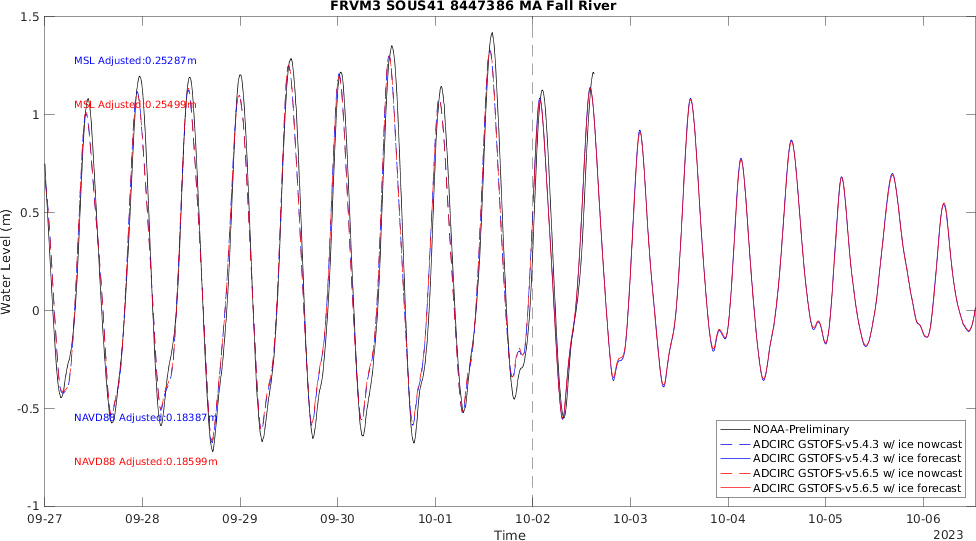 FRVM3 SOUS41 8447386 MA Fall River
1.5
MSL Adjusted:0.25287m
MSL Adjusted:0.25499m
1
0.5
Water Level (m)
0
-0.5
NAVD88 Adjusted:0.18387m
NAVD88 Adjusted:0.18599m
NOAA-Preliminary
ADCIRC GSTOFS-v5.4.3 w/ ice nowcast
ADCIRC GSTOFS-v5.4.3 w/ ice forecast
ADCIRC GSTOFS-v5.6.5 w/ ice nowcast
ADCIRC GSTOFS-v5.6.5 w/ ice forecast
-1
09-27 09-28 09-29 09-30 10-01 10-02 10-03 10-04 10-05 10-06
Time
2023